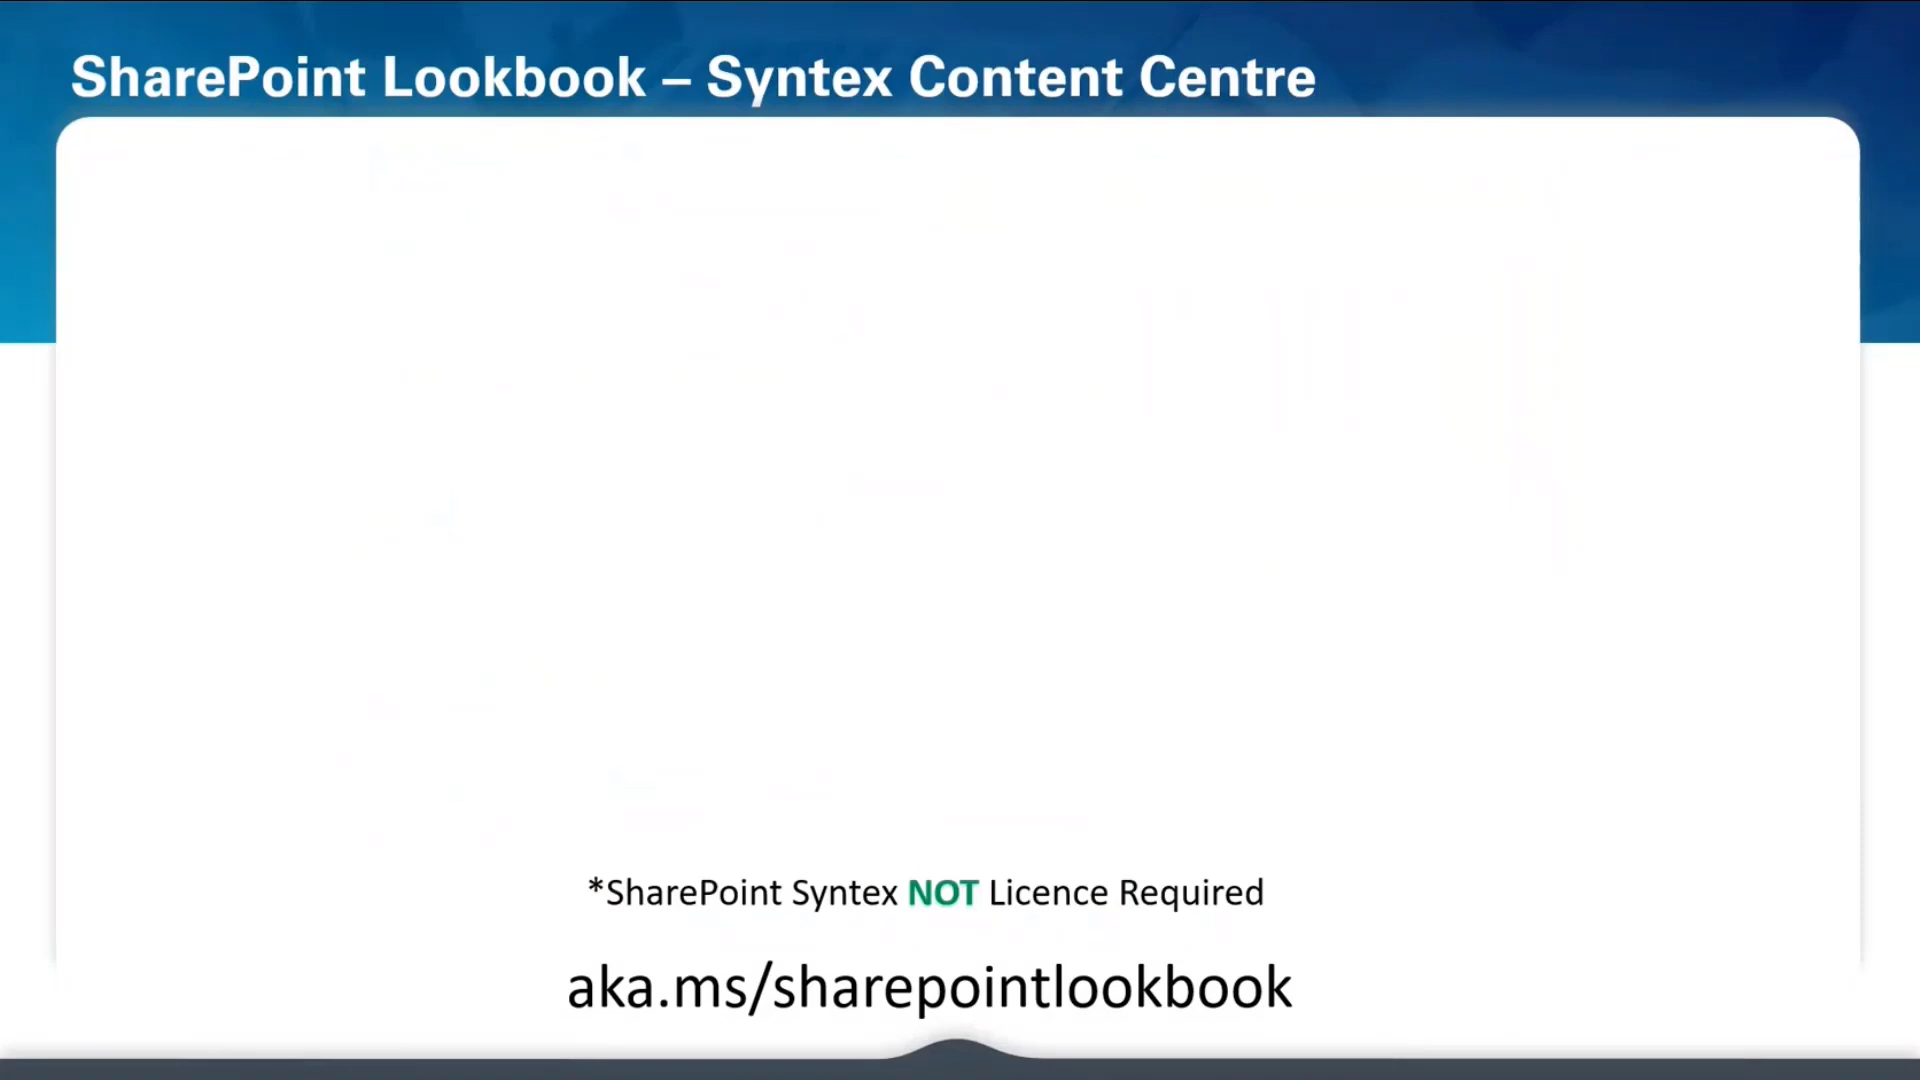 SharePoint Lookbook – Syntex Content Centre
*SharePoint Syntex NOT Licence Required
aka.ms/sharepointlookbook